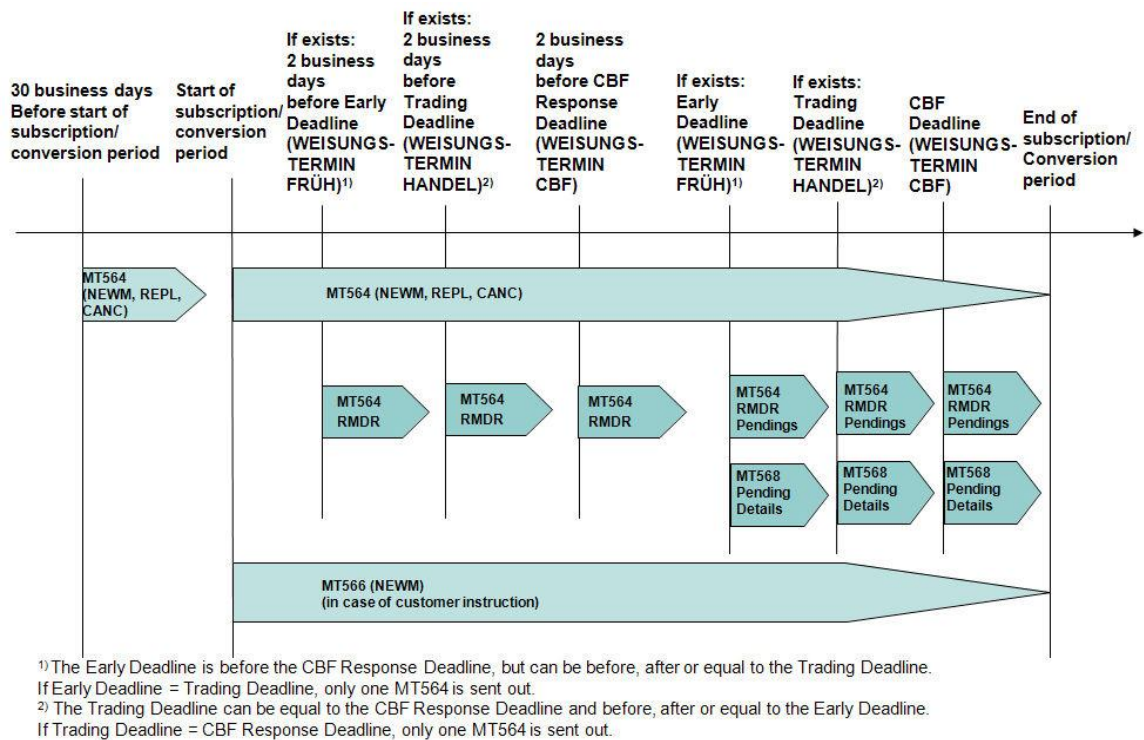 30 business days
Before start of
subscription/
conversion period
Start of
subscription/
conversion
period
If exists:
2 business
days
before Early
Deadline
(WEISUNGS-
TERMIN
FRÜH)1)
If exists:
2 business
days
before
Trading
Deadline
(WEISUNGS-
TERMIN
HANDEL)2)
2 business
days
before CBF
Response
Deadline
(WEISUNGS-
TERMIN
CBF)
If exists:
Early
Deadline
(WEISUNGS-
TERMIN
FRÜH)1)
If exists:
Trading
Deadline
(WEISUNGS-
TERMIN
HANDEL)2)
CBF
Deadline
(WEISUNGS-
TERMIN
CBF)
End of
subscription/
Conversion
period
MT564
(NEWM, REPL,
CANC)
MT564 (NEWM, REPL, CANC)
MT564
RMDR
MT564
RMDR
MT564
RMDR
MT564
RMDR
Pendings
MT564
RMDR
Pendings
MT564
RMDR
Pendings
MT568
Pending
Details
MT568
Pending
Details
MT568
Pending
Details
MT566 (NEWM)
(in case of customer instruction)
1) The Early Deadline is before the CBF Response Deadline, but can be before, after or equal to the Trading Deadline.
If Early Deadline = Trading Deadline, only one MT564 is sent out.
2) The Trading Deadline can be equal to the CBF Response Deadline and before, after or equal to the Early Deadline.
If Trading Deadline = CBF Response Deadline, only one MT564 is sent out.